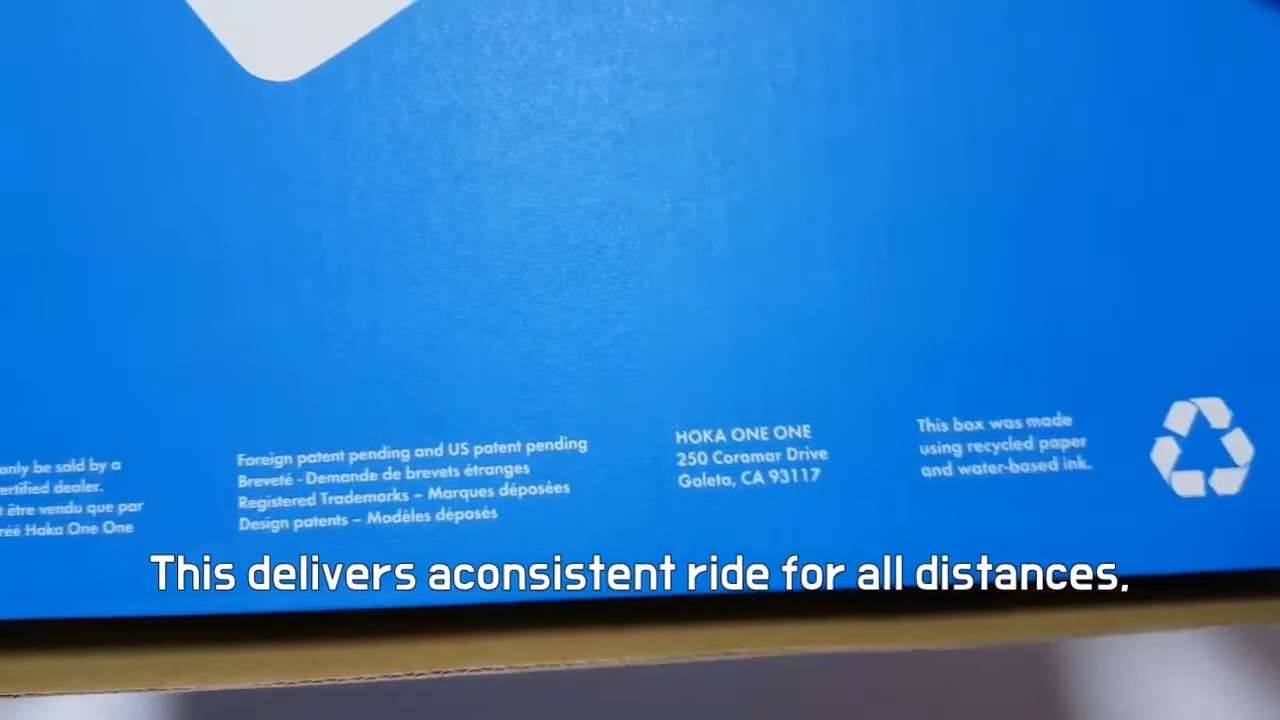 only be sold by a
ertified dealer.
t être vendu que par
réé Hoka One One
Foreign patent pending and US patent pending
Breveté - Demande de brevets étranges
Registered Trademarks – Marques déposées
Design patents – Modèles déposés
HOKA ONE ONE
250 Coromar Drive
Goleta, CA 93117
This box was made
using recycled paper
and water-based ink.
This delivers aconsistent ride for all distances.